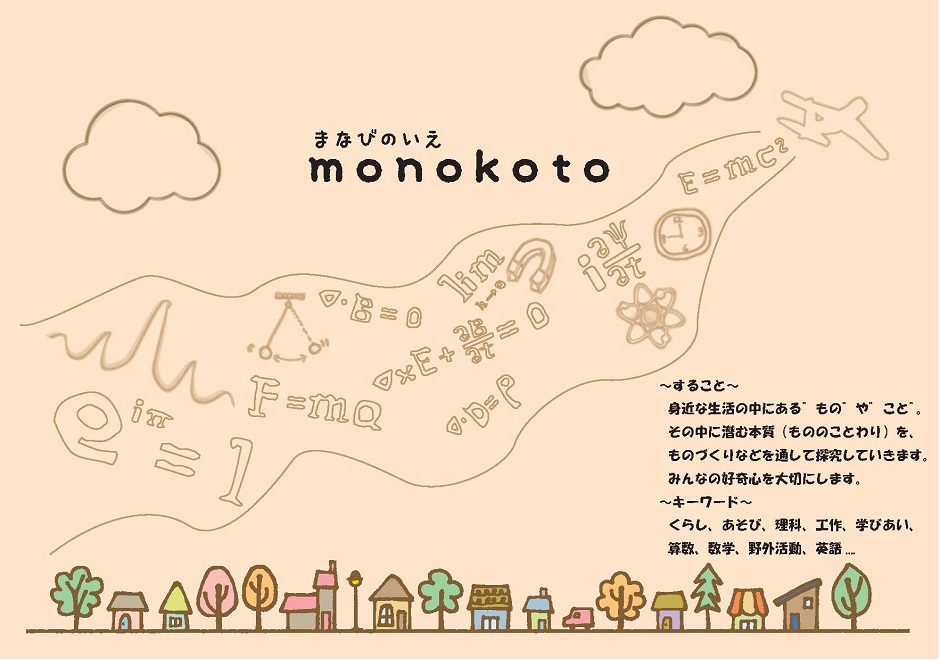 まなびのいえ
monokoto
E=mc²
lim
n→∞
i∂ψ/∂t
∇·B=0
∇×E+∂B/∂t=0
F=ma
∇·D=ρ
e^iπ=1
～すること～
身近な生活の中にある”もの”や”こと”。
その中に潜む本質（もののことわり）を、
ものづくりなどを通して探究していきます。
みんなの好奇心を大切にします。
～キーワード～
くらし、あそび、理科、工作、学びあい、
算数、数学、野外活動、英語 ....